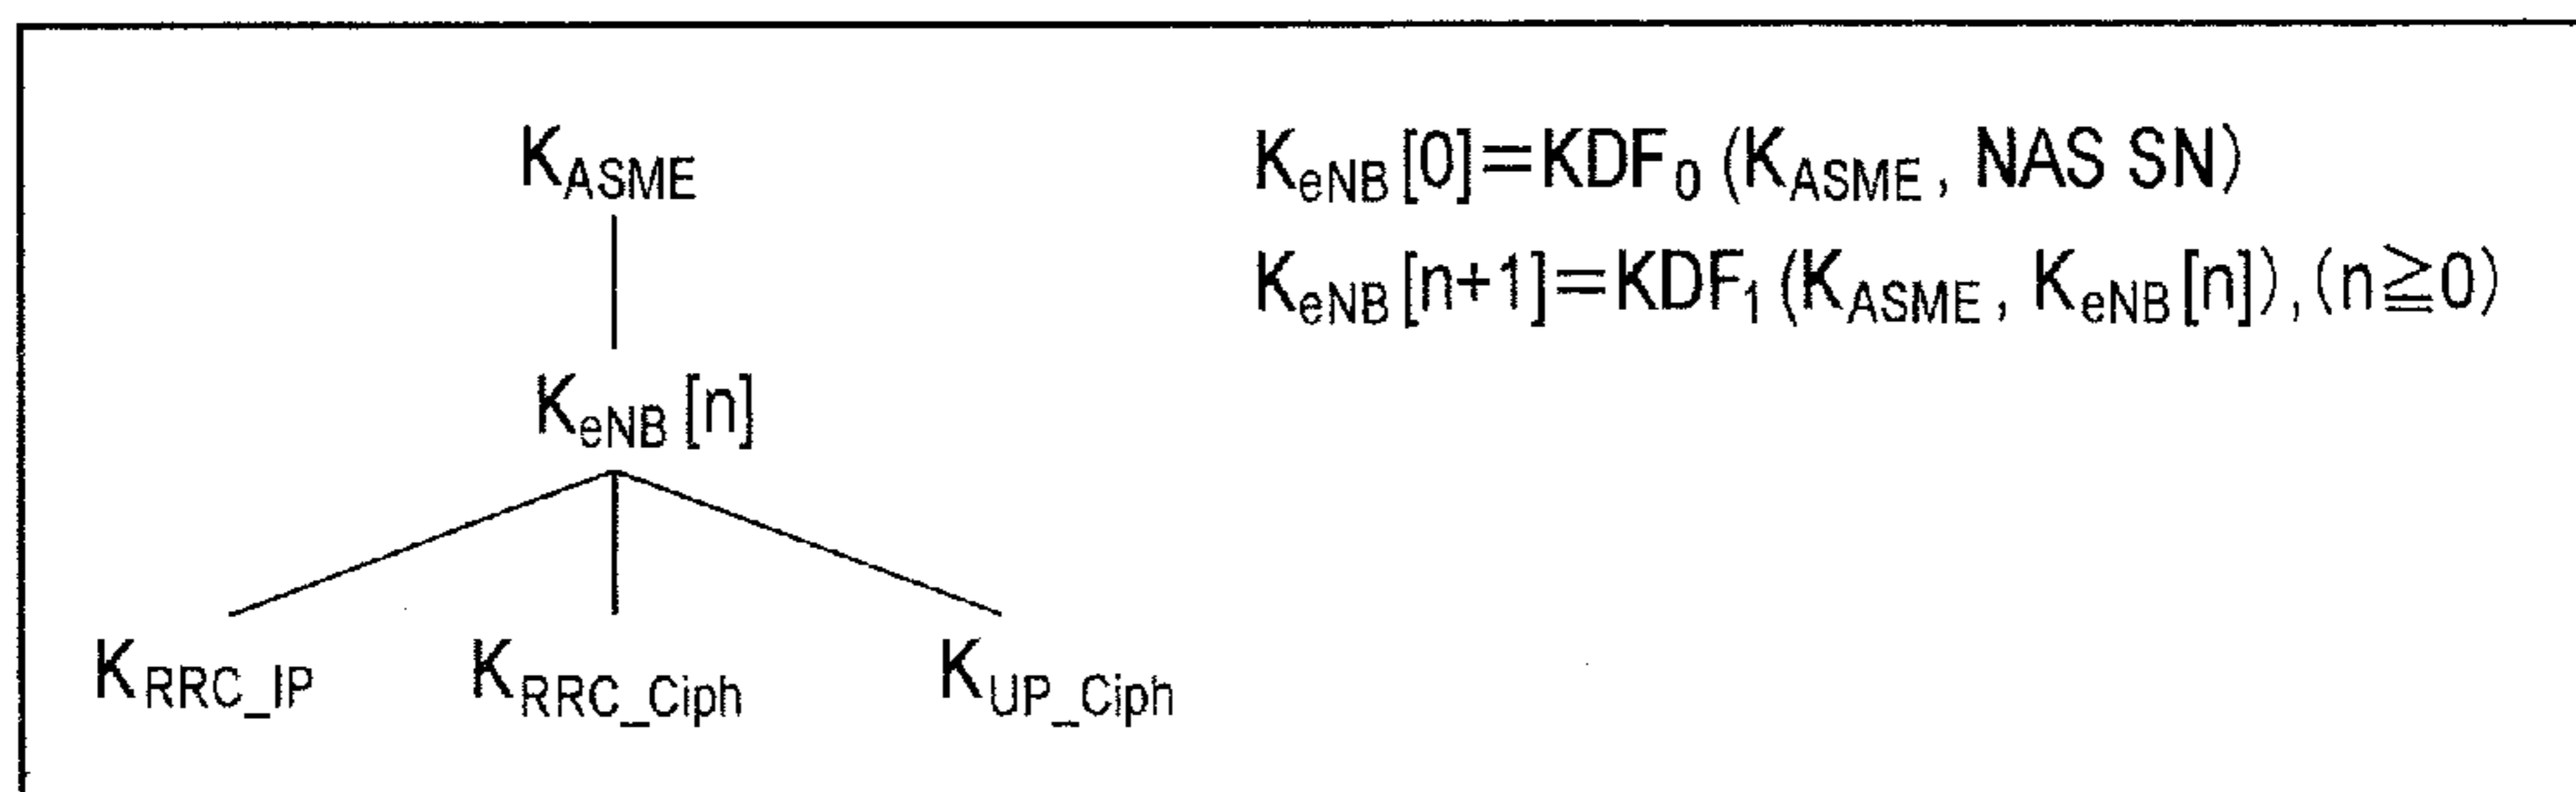 K_ASME
K_eNB[n]
K_RRC_IP K_RRC_Ciph K_UP_Ciph
K_eNB[0]=KDF_0(K_ASME, NAS SN)
K_eNB[n+1]=KDF_1(K_ASME, K_eNB[n]),(n≧0)